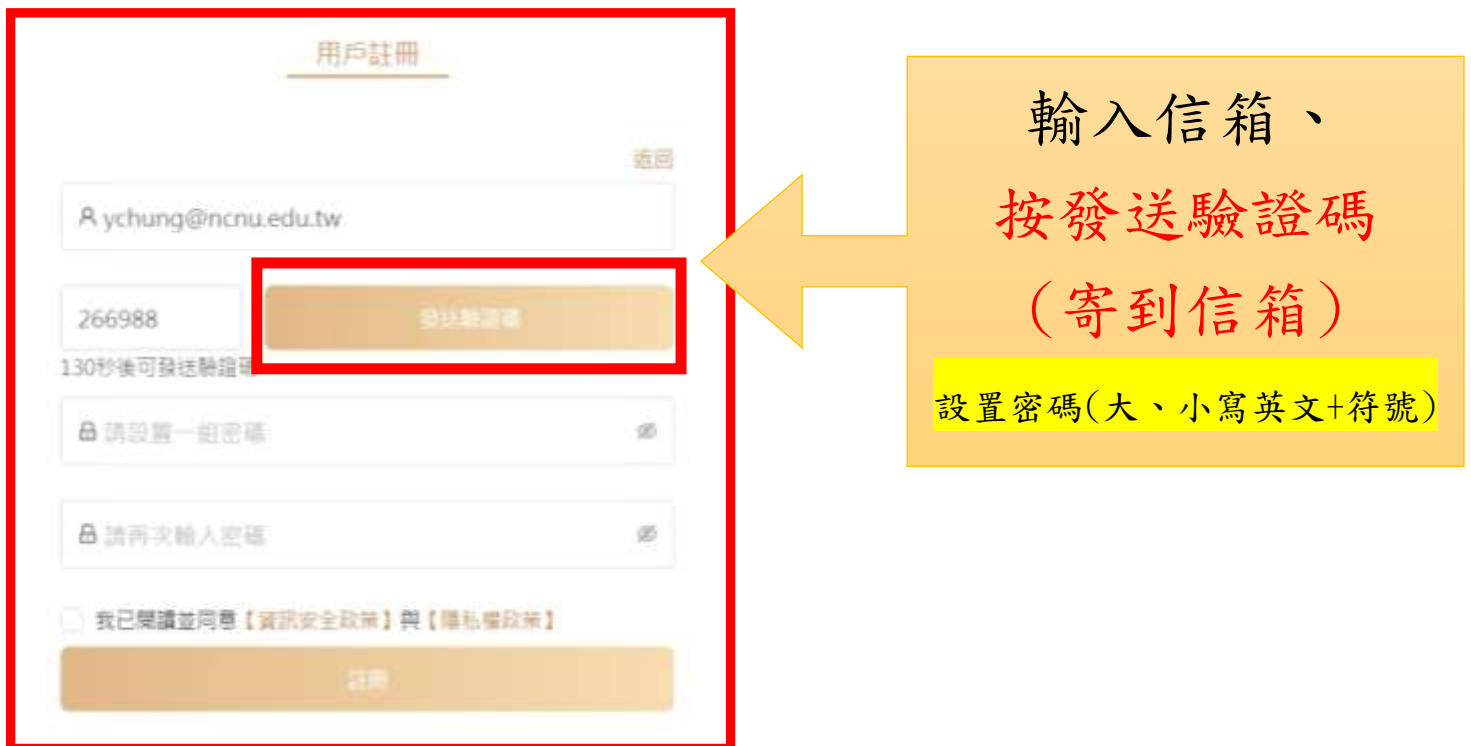 用戶註冊
返回
ychung@ncnu.edu.tw
266988
發送驗證碼
130秒後可發送驗證碼
請設置一組密碼
請再次輸入密碼
我已閱讀並同意【資訊安全政策】與【隱私權政策】
註冊
輸入信箱、
按發送驗證碼
(寄到信箱)
設置密碼(大、小寫英文+符號)